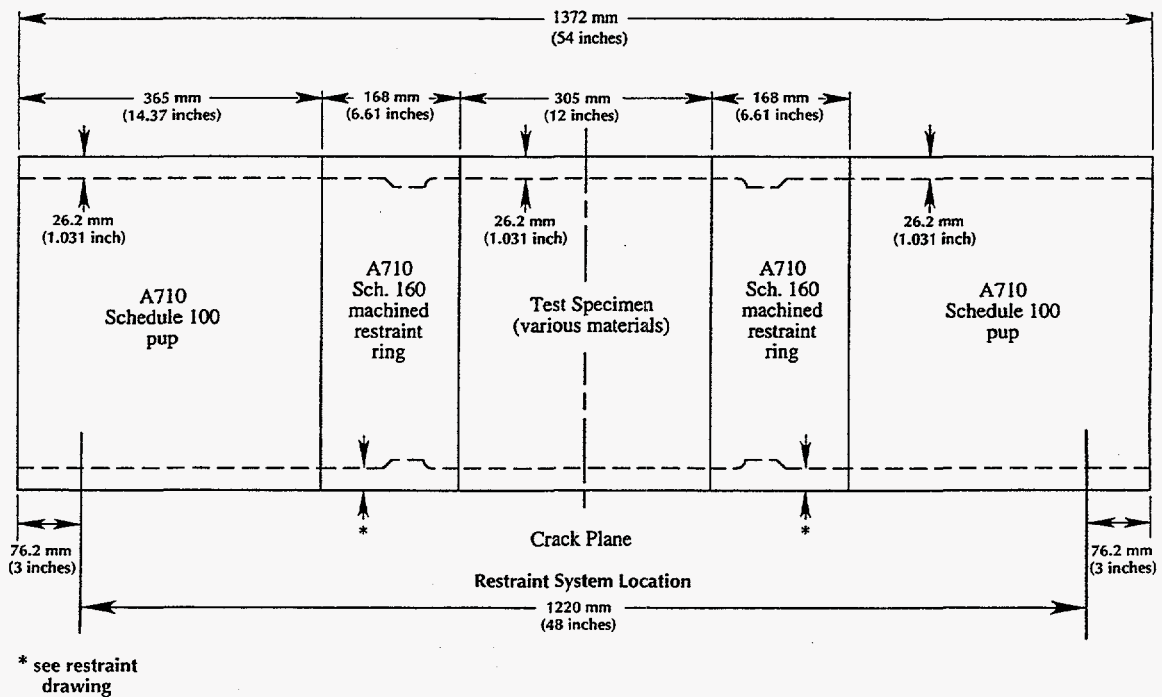 1372 mm
(54 inches)
365 mm
(14.37 inches)
168 mm
(6.61 inches)
305 mm
(12 inches)
168 mm
(6.61 inches)
26.2 mm
(1.031 inch)
26.2 mm
(1.031 inch)
26.2 mm
(1.031 inch)
A710
Schedule 100
pup
A710
Sch. 160
machined
restraint
ring
Test Specimen
(various materials)
A710
Sch. 160
machined
restraint
ring
A710
Schedule 100
pup
*
*
76.2 mm
(3 inches)
Crack Plane
76.2 mm
(3 inches)
Restraint System Location
1220 mm
(48 inches)
* see restraint
drawing